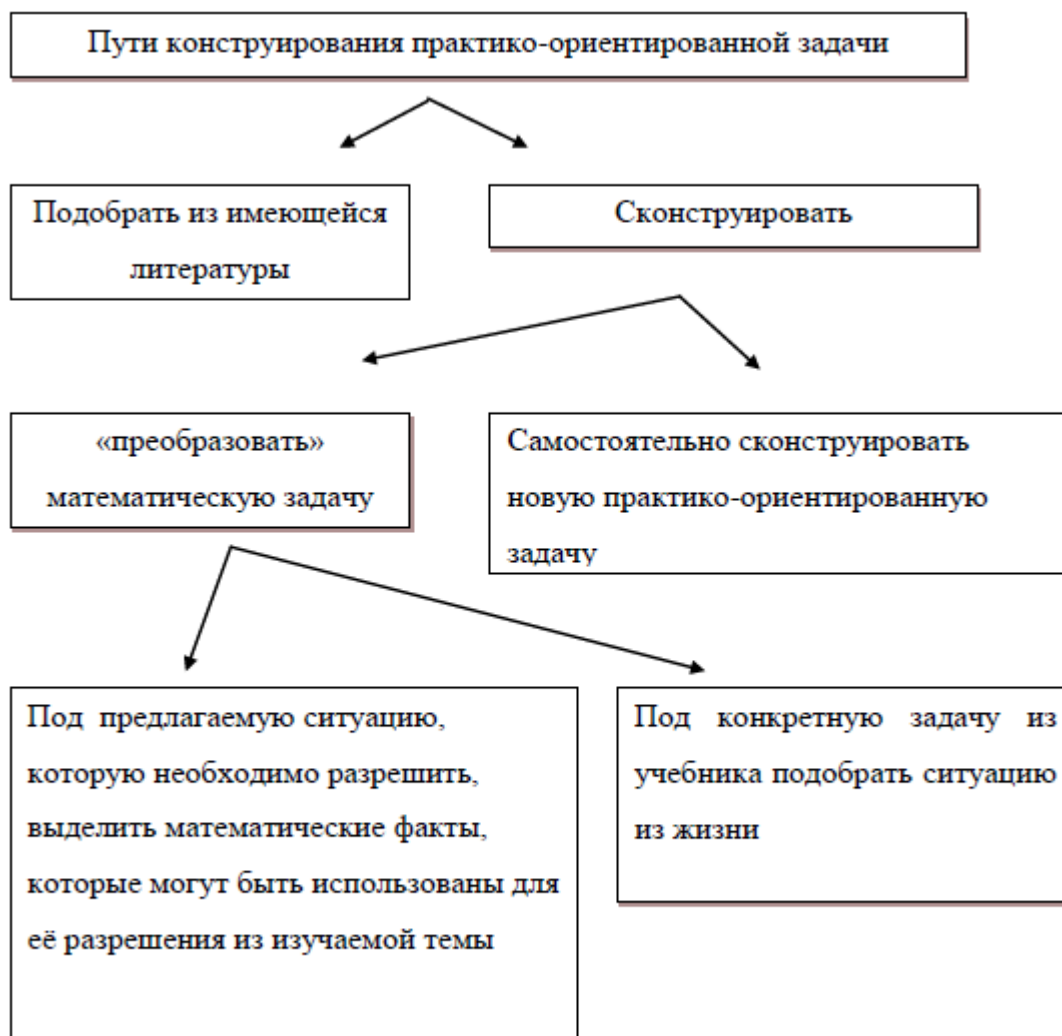 Пути конструирования практико-ориентированной задачи
Подобрать из имеющейся
литературы
Сконструировать
«преобразовать»
математическую задачу
Самостоятельно сконструировать
новую практико-ориентированную
задачу
Под предлагаемую ситуацию,
которую необходимо разрешить,
выделить математические факты,
которые могут быть использованы для
её разрешения из изучаемой темы
Под конкретную задачу из
учебника подобрать ситуацию
из жизни